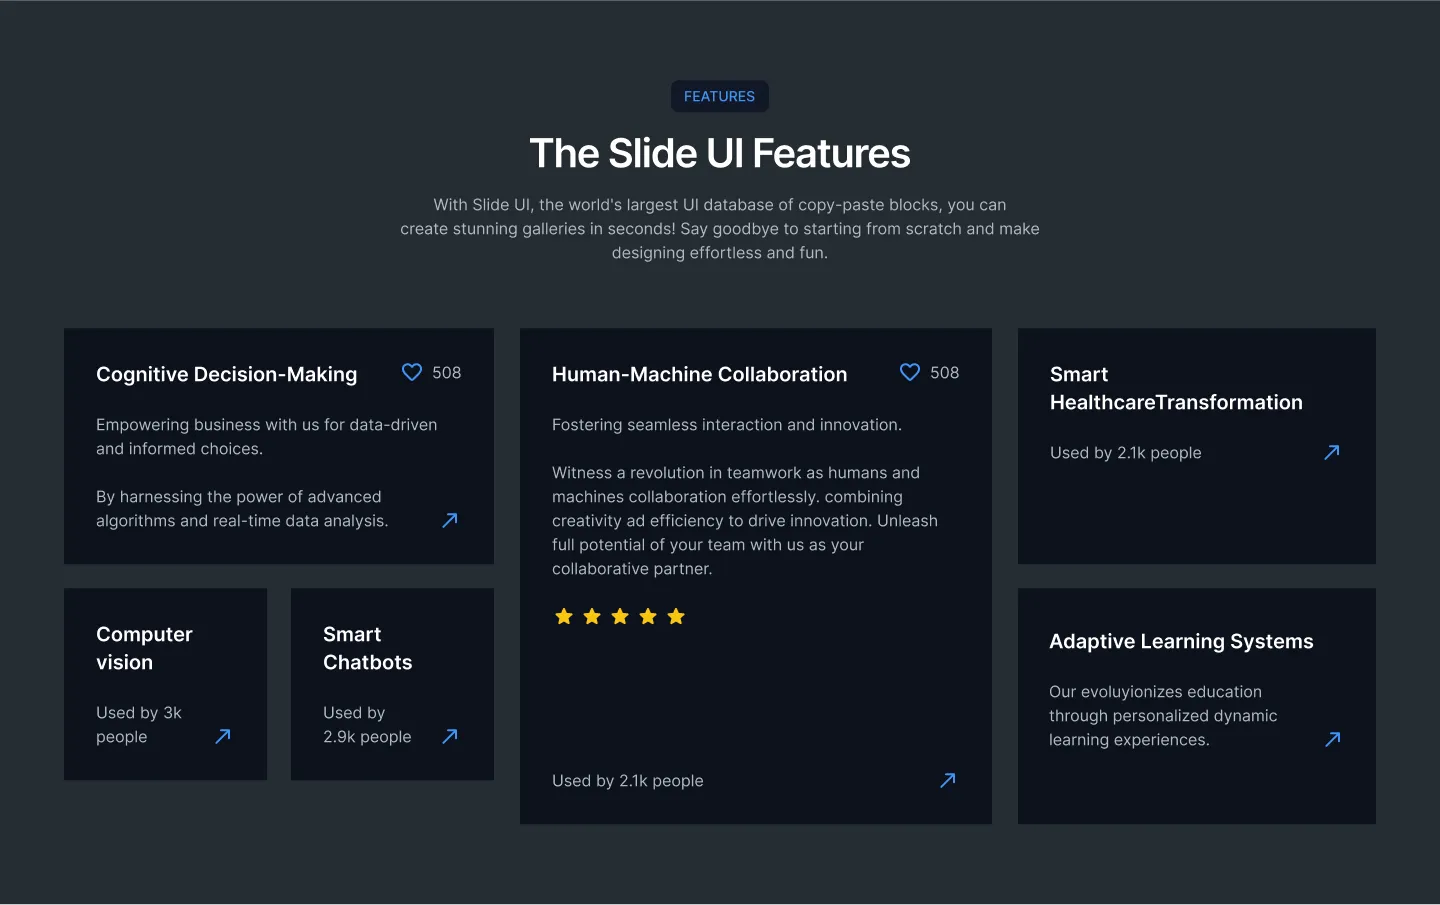 FEATURES
The Slide UI Features
With Slide UI, the world's largest UI database of copy-paste blocks, you can
create stunning galleries in seconds! Say goodbye to starting from scratch and make
designing effortless and fun.
Cognitive Decision-Making
508
Empowering business with us for data-driven
and informed choices.
By harnessing the power of advanced
algorithms and real-time data analysis.
Computer
vision
Used by 3k
people
Smart
Chatbots
Used by
2.9k people
Human-Machine Collaboration
508
Fostering seamless interaction and innovation.
Witness a revolution in teamwork as humans and
machines collaboration effortlessly. combining
creativity ad efficiency to drive innovation. Unleash
full potential of your team with us as your
collaborative partner.
Used by 2.1k people
Smart
HealthcareTransformation
Used by 2.1k people
Adaptive Learning Systems
Our evoluyionizes education
through personalized dynamic
learning experiences.